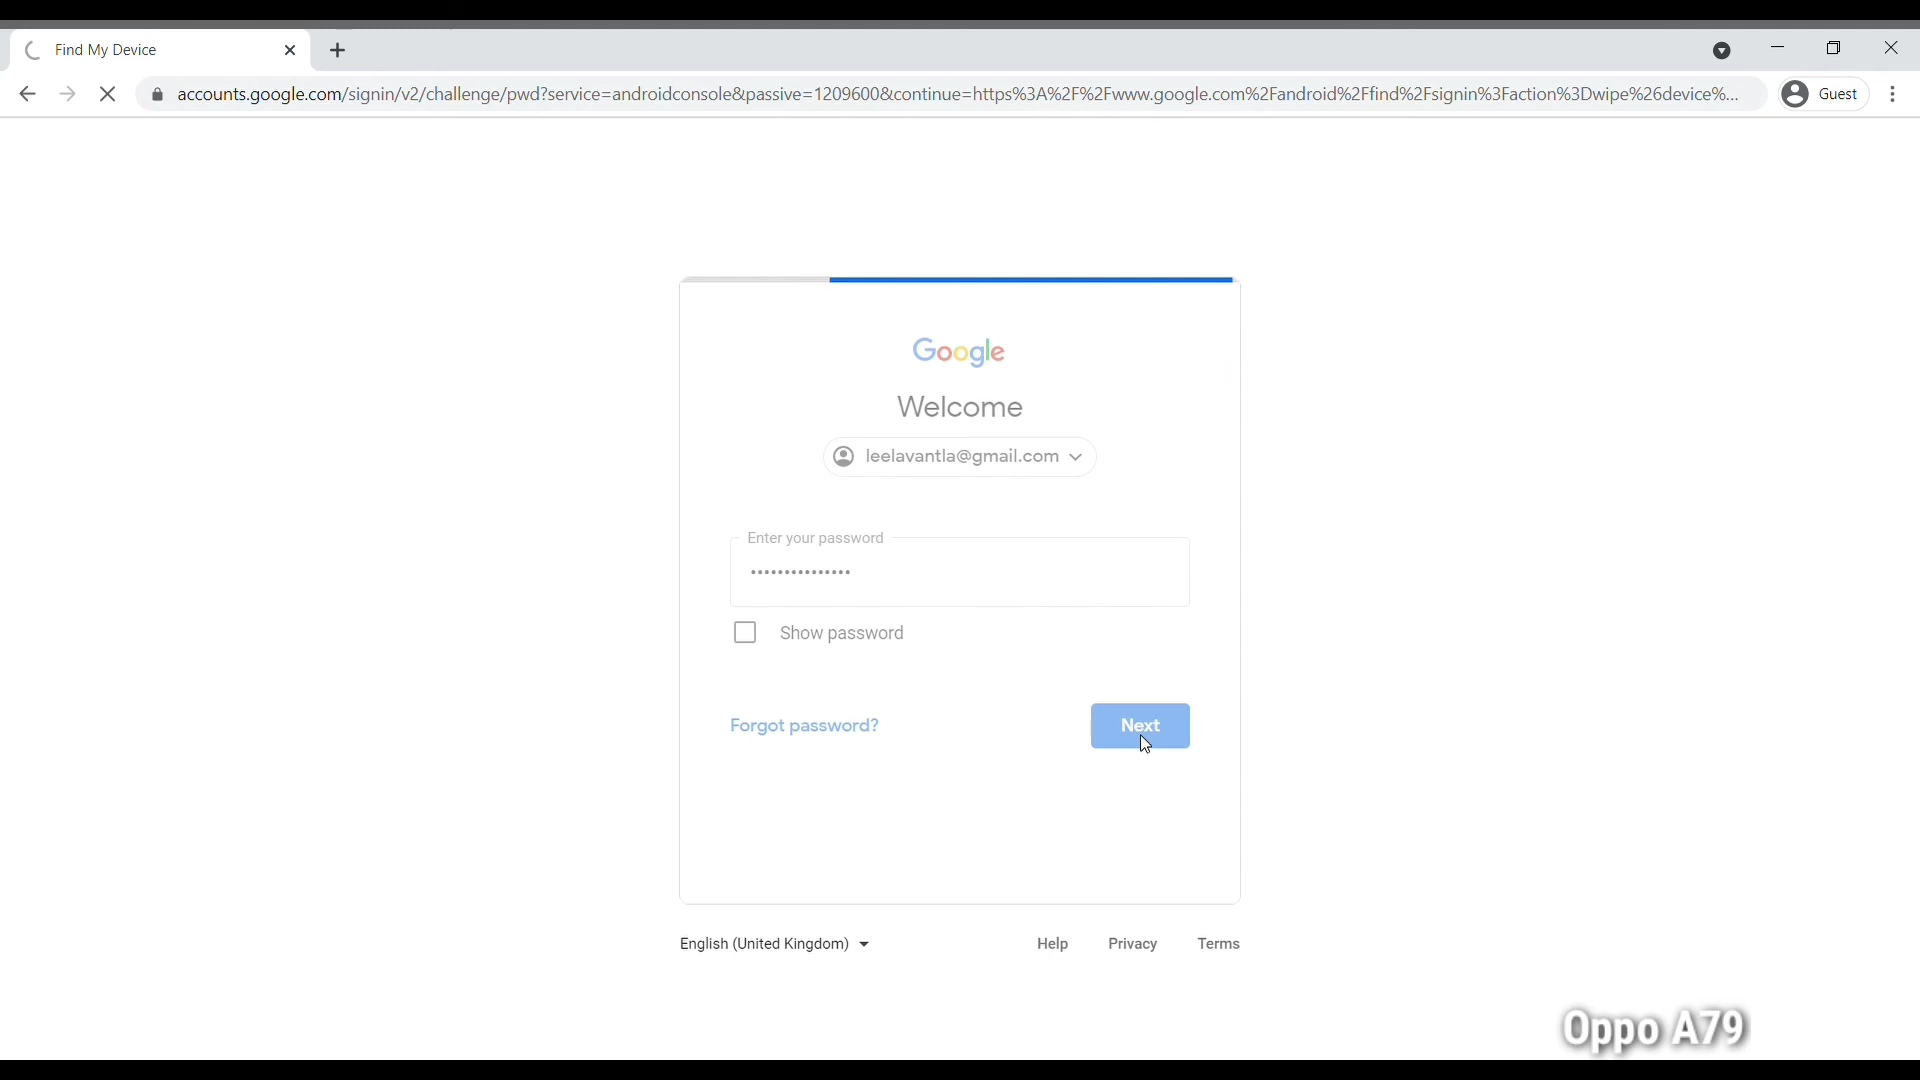 Find My Device
accounts.google.com/signin/v2/challenge/pwd?service=androidconsole&passive=1209600&continue=https%3A%2F%2Fwww.google.com%2Fandroid%2Ffind%2Fsignin%3Faction%3Dwipe%26device%...
Guest
Google
Welcome
leelavantla@gmail.com
Enter your password
•••••••••••••••
Show password
Forgot password?
Next
English (United Kingdom)
Help Privacy Terms
Oppo A79